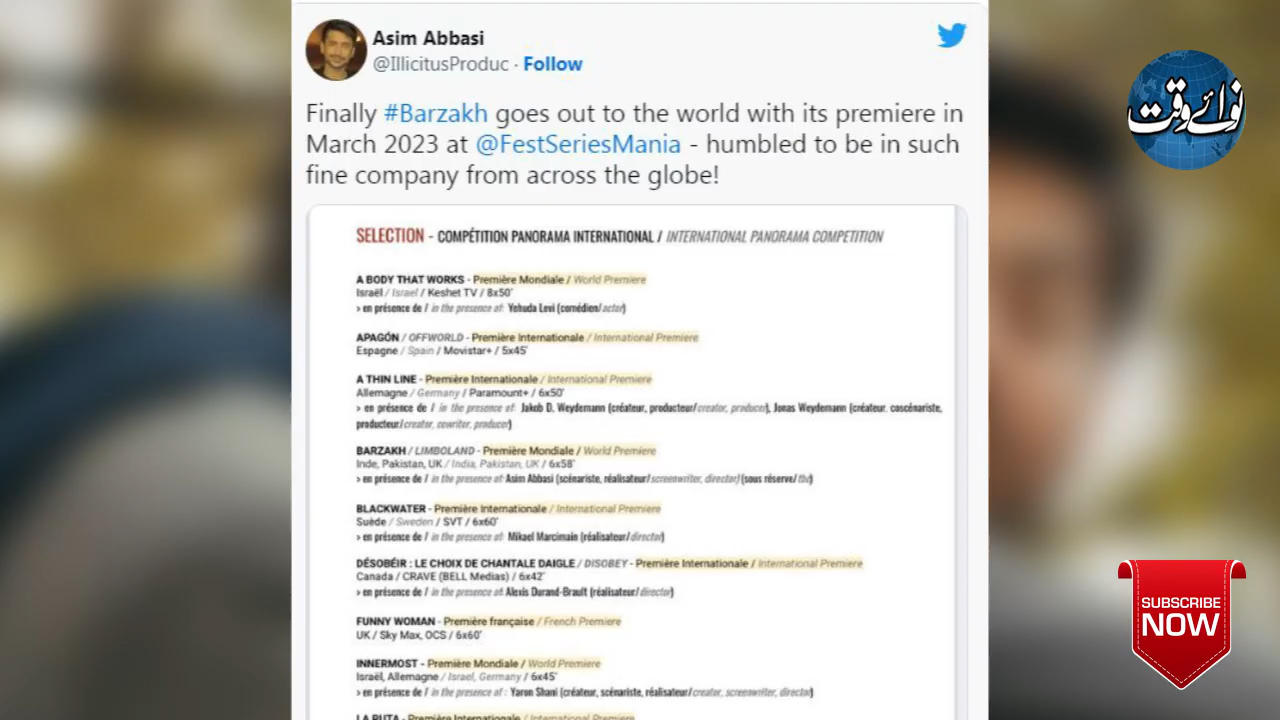 Asim Abbasi
@IllicitusProduc · Follow
Finally #Barzakh goes out to the world with its premiere in
March 2023 at @FestSeriesMania - humbled to be in such
fine company from across the globe!
SELECTION - COMPÉTITION PANORAMA INTERNATIONAL / INTERNATIONAL PANORAMA COMPETITION
A BODY THAT WORKS - Première Mondiale / World Premiere
Israël / Israel / Keshet TV / 8x50'
> en présence de / in the presence of: Yehuda Levi (comédien/actor)
APAGÓN / OFFWORLD - Première Internationale / International Premiere
Espagne / Spain / Movistar+ / 5x45'
A THIN LINE - Première Internationale / International Premiere
Allemagne / Germany / Paramount+ / 6x50'
> en présence de / in the presence of: Jakob D. Weydemann (créateur, producteur/creator, producer), Jonas Weydemann (créateur, coscénariste,
producteur/creator, cowriter, producer)
BARZAKH / LIMBOLAND - Première Mondiale / World Premiere
Inde, Pakistan, UK / India, Pakistan, UK / 6x58'
> en présence de / in the presence of: Asim Abbasi (scénariste, réalisateur/screenwriter, director) (sous réserve/tbc)
BLACKWATER - Première Internationale / International Premiere
Suède / Sweden / SVT / 6x60'
> en présence de / in the presence of: Mikael Marcimain (réalisateur/director)
DÉSOBÉIR : LE CHOIX DE CHANTALE DAIGLE / DISOBEY - Première Internationale / International Premiere
Canada / CRAVE (BELL Medias) / 6x42'
> en présence de / in the presence of: Alexis Durand-Brault (réalisateur/director)
FUNNY WOMAN - Première française / French Premiere
UK / Sky Max, OCS / 6x60'
INNERMOST - Première Mondiale / World Premiere
Israël, Allemagne / Israel, Germany / 6x45'
> en présence de / in the presence of : Yaron Shani (créateur, scénariste, réalisateur/creator, screenwriter, director)
LA RUTA - Première Internationale / International Premiere
نوائے وقت
SUBSCRIBE
NOW